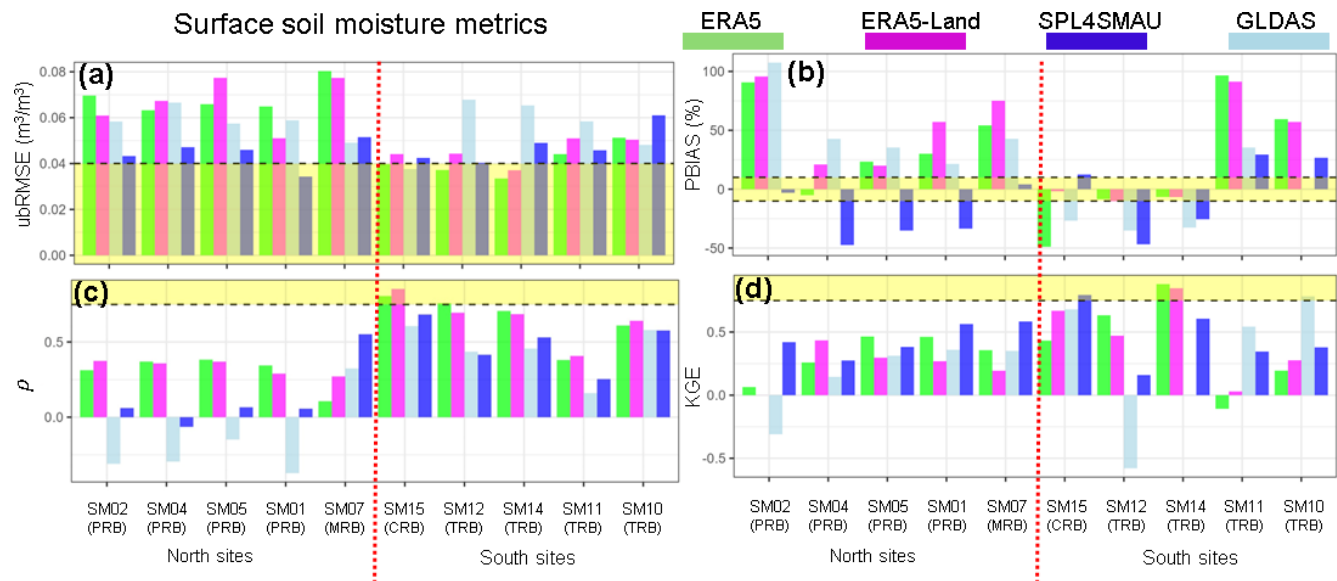 Surface soil moisture metrics
ERA5
ERA5-Land
SPL4SMAU
GLDAS
(a)
ubRMSE (m³/m³)
0.08
0.06
0.04
0.02
0.00
(b)
PBIAS (%)
100
50
0
-50
(c)
ρ
0.5
0.0
(d)
KGE
0.5
0.0
-0.5
SM02 SM04 SM05 SM01 SM07 SM15 SM12 SM14 SM11 SM10
(PRB) (PRB) (PRB) (PRB) (MRB) (CRB) (TRB) (TRB) (TRB) (TRB)
North sites South sites
SM02 SM04 SM05 SM01 SM07 SM15 SM12 SM14 SM11 SM10
(PRB) (PRB) (PRB) (PRB) (MRB) (CRB) (TRB) (TRB) (TRB) (TRB)
North sites South sites